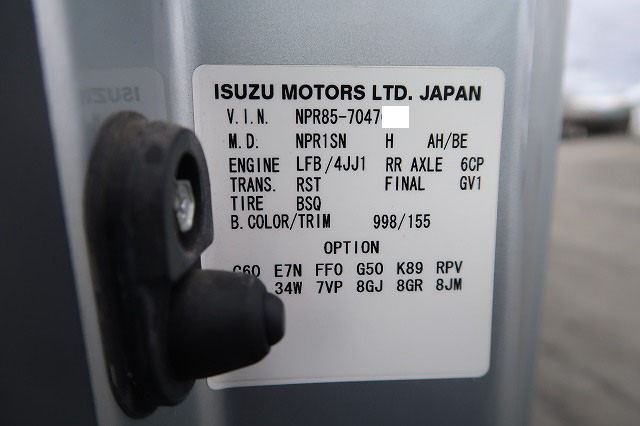 ISUZU MOTORS LTD. JAPAN
V.I.N. NPR85-7047
M.D. NPR1SN H AH/BE
ENGINE LFB/4JJ1 RR AXLE 6CP
TRANS. RST FINAL GV1
TIRE BSQ
B.COLOR/TRIM 998/155
OPTION
E7N FF0 G50 K89 RPV
34W 7VP 8GJ 8GR 8JM